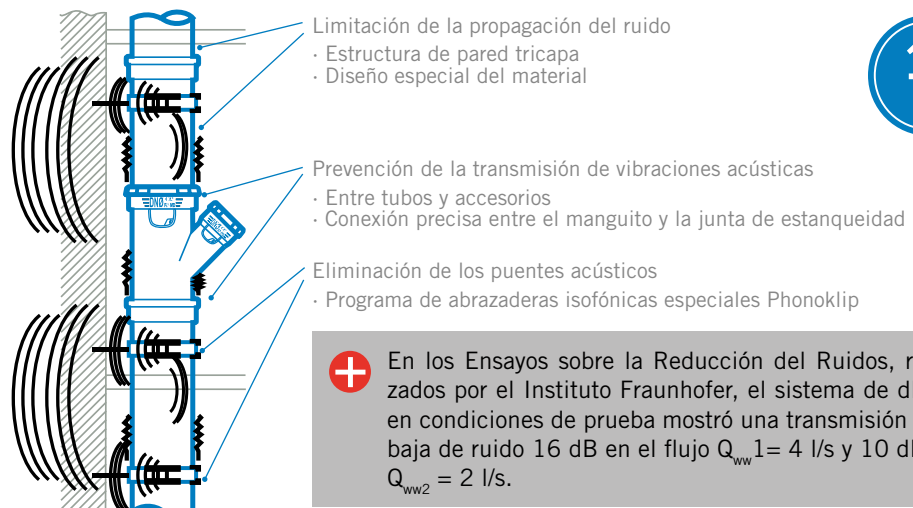 Limitación de la propagación del ruido
· Estructura de pared tricapa
· Diseño especial del material
Prevención de la transmisión de vibraciones acústicas
· Entre tubos y accesorios
· Conexión precisa entre el manguito y la junta de estanqueidad
Eliminación de los puentes acústicos
· Programa de abrazaderas isofónicas especiales Phonoklip
En los Ensayos sobre la Reducción del Ruidos,
zados por el Instituto Fraunhofer, el sistema de
en condiciones de prueba mostró una transmisión
baja de ruido 16 dB en el flujo Qww1= 4 l/s y 10
Qww2 = 2 l/s.